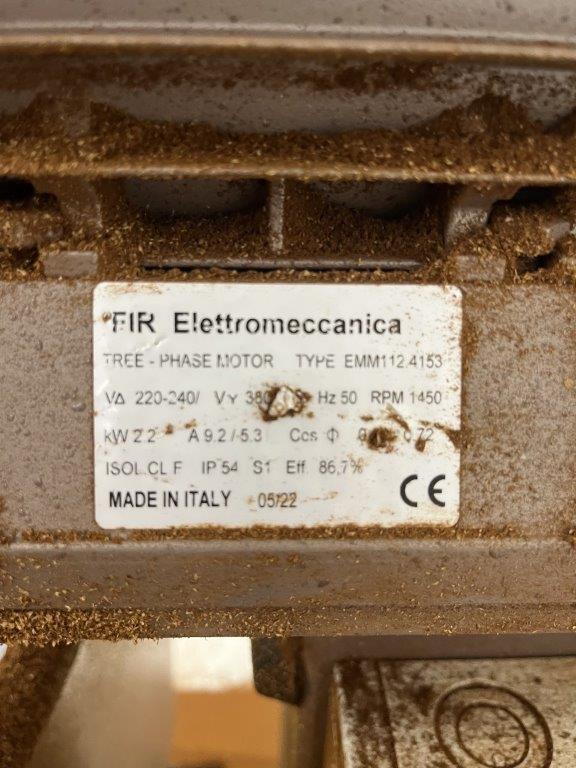 FIR Elettromeccanica
TREE - PHASE MOTOR TYPE EMM112.4153
VΔ 220-240/ VY Hz 50 RPM 1450
kW 2.2 A 9.2 / 5.3 Cos Φ 0.72
ISOL CL F IP 54 S1 Eff. 86,7%
MADE IN ITALY 05/22 CE